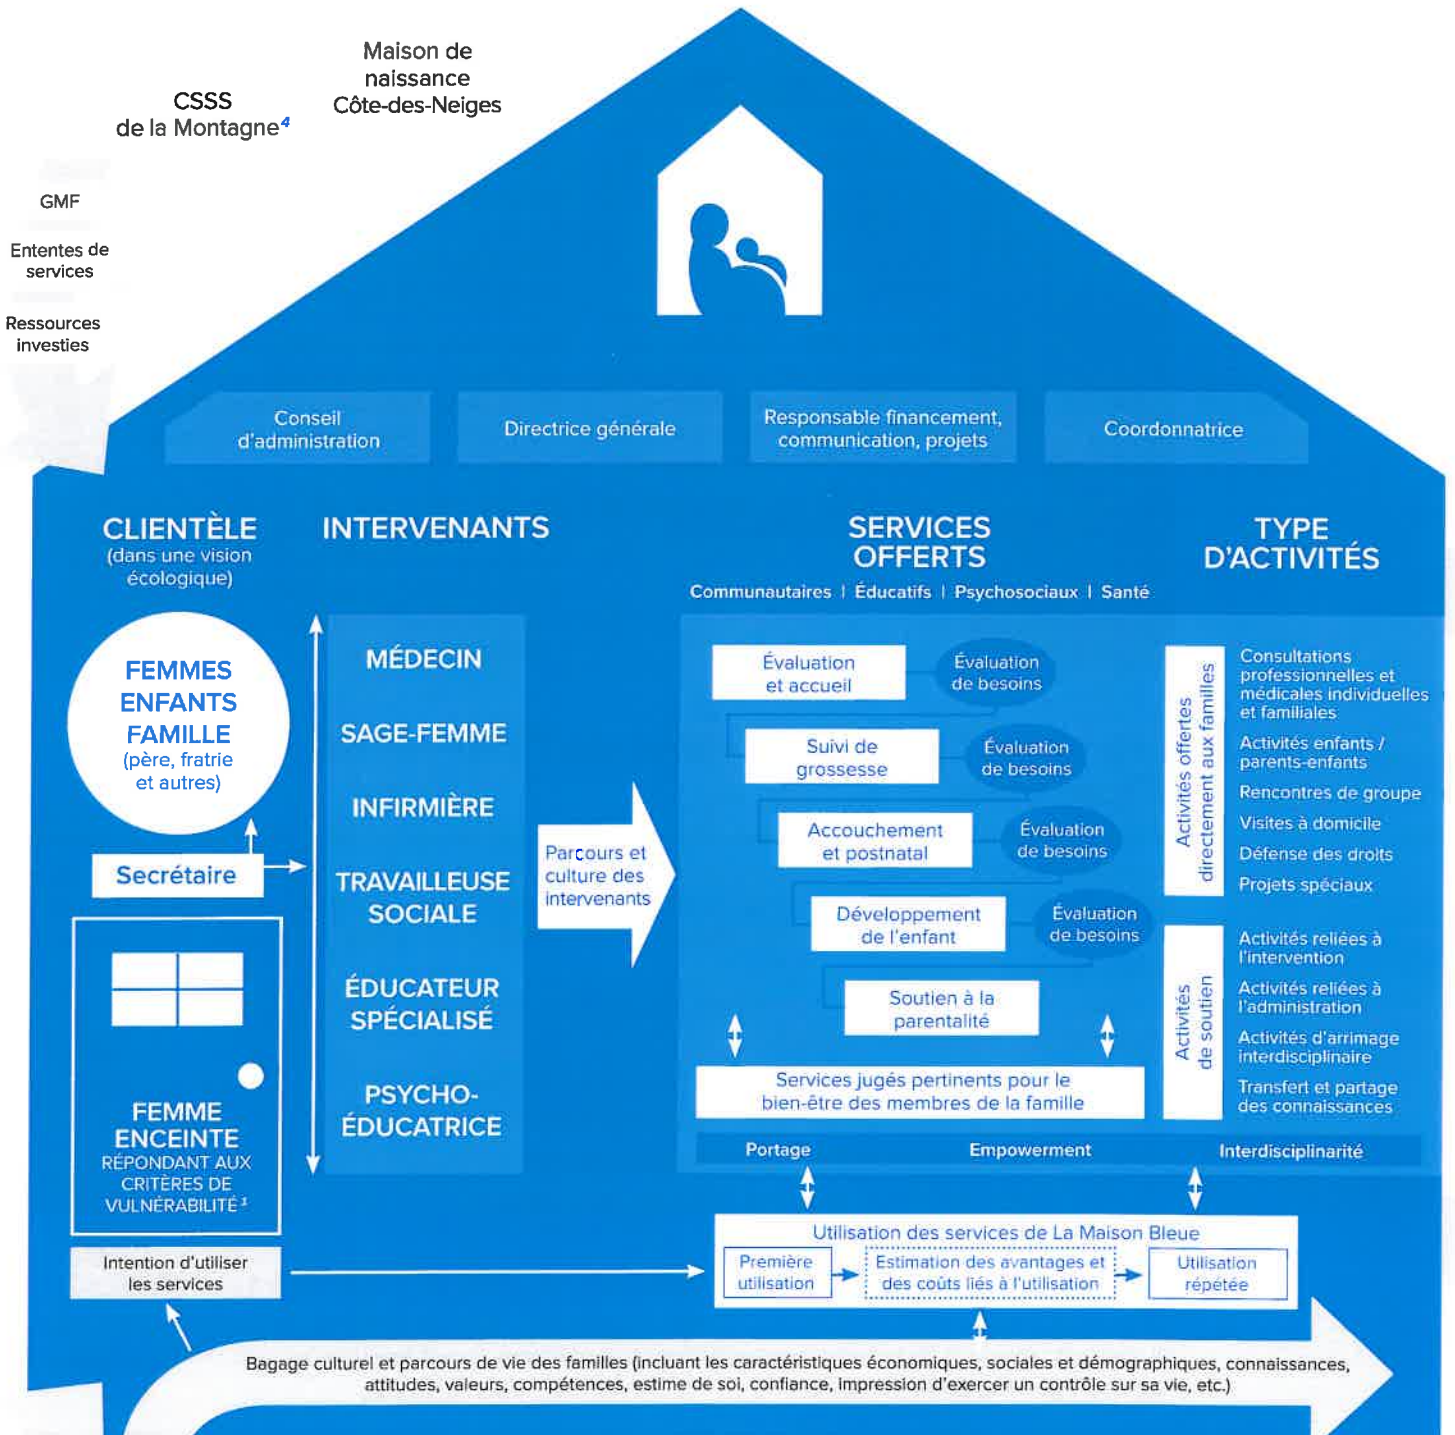 Maison de
naissance
Côte-des-Neiges
CSSS
de la Montagne⁴
GMF
Ententes de
services
Ressources
investies
Conseil
d'administration
Directrice générale
Responsable financement,
communication, projets
Coordonnatrice
CLIENTÈLE
(dans une vision
écologique)
FEMMES
ENFANTS
FAMILLE
(père, fratrie
et autres)
Secrétaire
FEMME
ENCEINTE
RÉPONDANT AUX
CRITÈRES DE
VULNÉRABILITÉ¹
Intention d'utiliser
les services
INTERVENANTS
MÉDECIN
SAGE-FEMME
INFIRMIÈRE
TRAVAILLEUSE
SOCIALE
ÉDUCATEUR
SPÉCIALISÉ
PSYCHO-
ÉDUCATRICE
Parcours et
culture des
intervenants
SERVICES
OFFERTS
Communautaires | Éducatifs | Psychosociaux | Santé
Évaluation
et accueil
Évaluation
de besoins
Suivi de
grossesse
Évaluation
de besoins
Accouchement
et postnatal
Évaluation
de besoins
Développement
de l'enfant
Évaluation
de besoins
Soutien à la
parentalité
Services jugés pertinents pour le
bien-être des membres de la famille
TYPE
D'ACTIVITÉS
Activités offertes
directement aux familles
Consultations
professionnelles et
médicales individuelles
et familiales
Activités enfants /
parents-enfants
Rencontres de groupe
Visites à domicile
Défense des droits
Projets spéciaux
Activités
de soutien
Activités reliées à
l'intervention
Activités reliées à
l'administration
Activités d'arrimage
interdisciplinaire
Transfert et partage
des connaissances
Portage Empowerment Interdisciplinarité
Utilisation des services de La Maison Bleue
Première
utilisation
Estimation des avantages et
des coûts liés à l'utilisation
Utilisation
répétée
Bagage culturel et parcours de vie des familles (incluant les caractéristiques économiques, sociales et démographiques, connaissances,
attitudes, valeurs, compétences, estime de soi, confiance, impression d'exercer un contrôle sur sa vie, etc.)